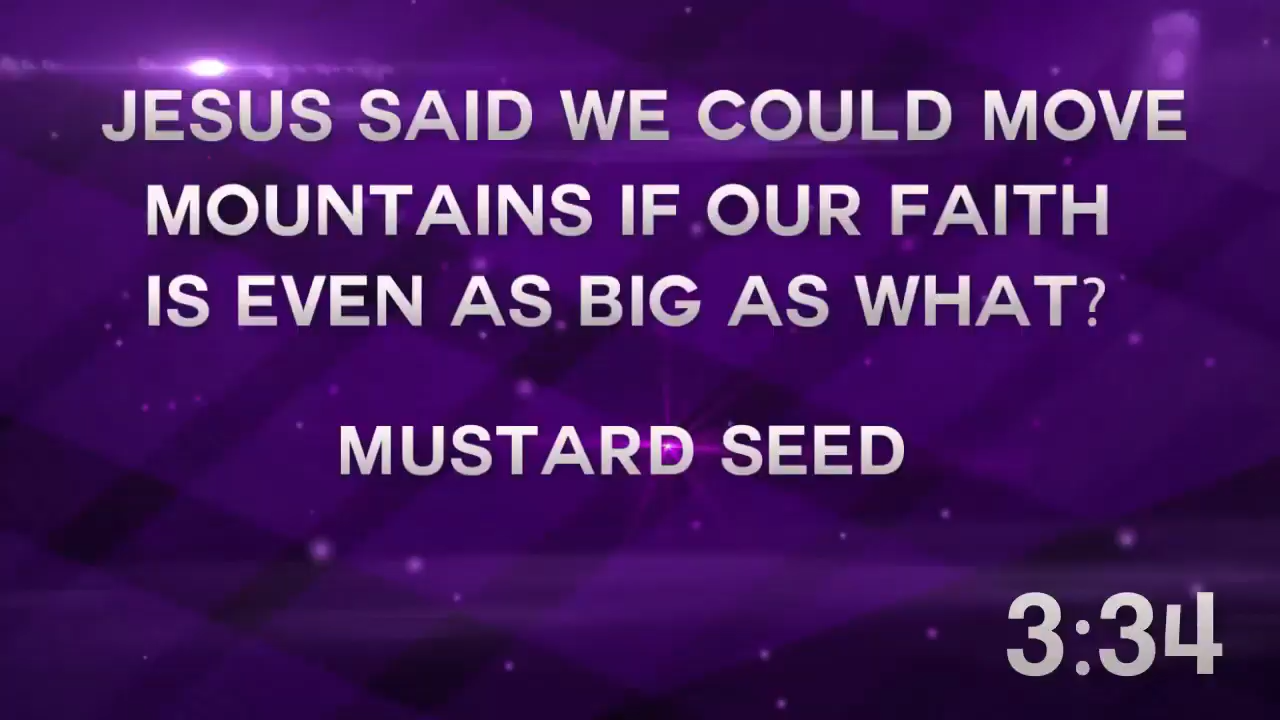 JESUS SAID WE COULD MOVE
MOUNTAINS IF OUR FAITH
IS EVEN AS BIG AS WHAT?
MUSTARD SEED
3:34